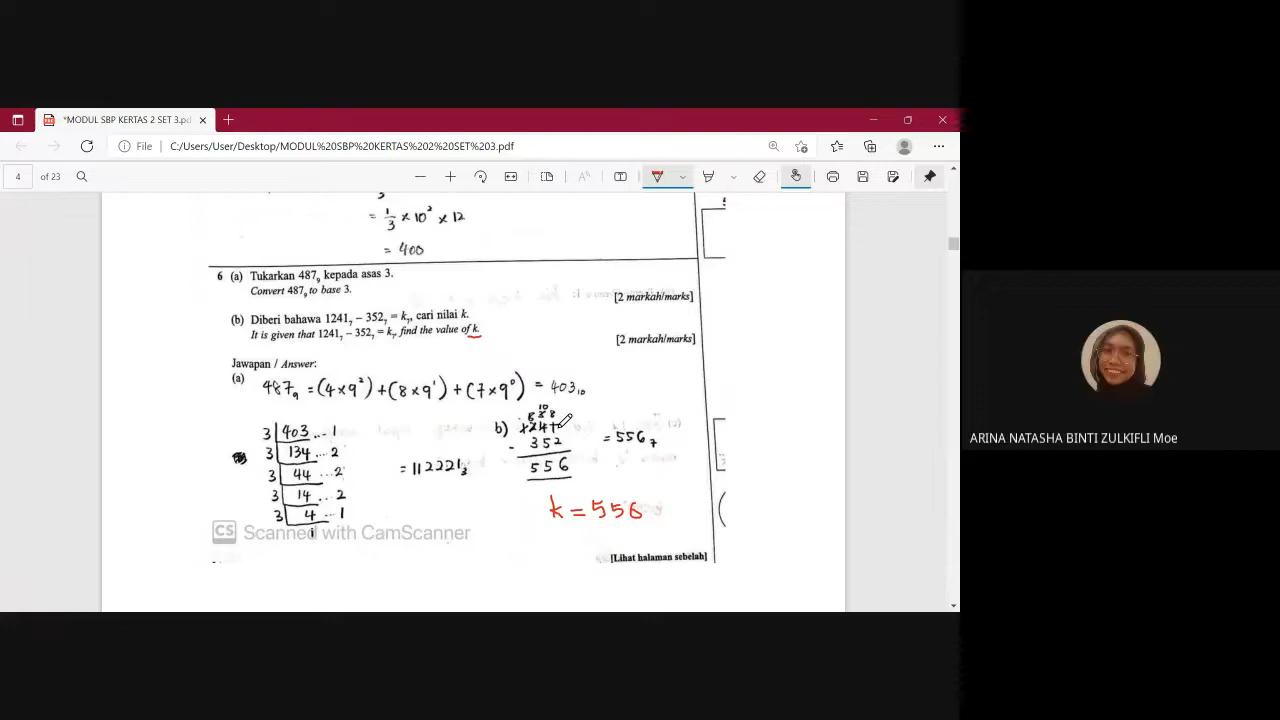 *MODUL SBP KERTAS 2 SET 3.pd
File
C:/Users/User/Desktop/MODUL%20SBP%20KERTAS%202%20SET%203.pdf
4 of 23
= 1/3 × 10² × 12
= 400
6 (a) Tukarkan 487₉ kepada asas 3.
Convert 487₉ to base 3.
[2 markah/marks]
(b) Diberi bahawa 1241₇ − 352₇ = k₇, cari nilai k.
It is given that 1241₇ − 352₇ = k₇, find the value of k.
[2 markah/marks]
Jawapan / Answer:
(a)
487₉ = (4×9²) + (8×9¹) + (7×9⁰) = 403₁₀
3 403 ... 1
3 134 ... 2
3 44 ... 2
3 14 ... 2
3 4 ... 1
1
= 112221₃
b)
10
8 8
1241
- 352
556
= 556₇
k = 556
CS Scanned with CamScanner
[Lihat halaman sebelah]
ARINA NATASHA BINTI ZULKIFLI Moe